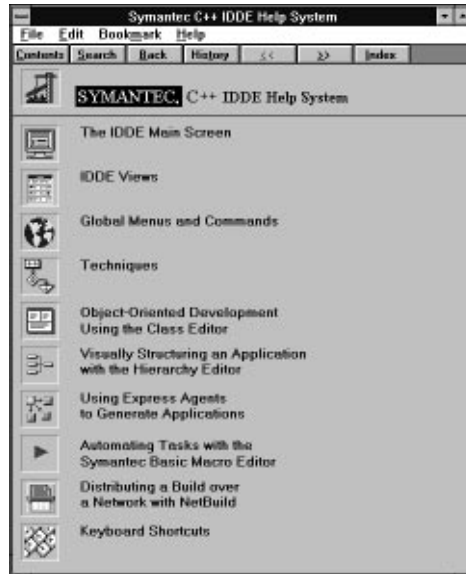 Symantec C++ IDDE Help System
File Edit Bookmark Help
Contents Search Back History << >> Index
SYMANTEC. C++ IDDE Help System
The IDDE Main Screen
IDDE Views
Global Menus and Commands
Techniques
Object-Oriented Development
Using the Class Editor
Visually Structuring an Application
with the Hierarchy Editor
Using Express Agents
to Generate Applications
Automating Tasks with the
Symantec Basic Macro Editor
Distributing a Build over
a Network with NetBuild
Keyboard Shortcuts